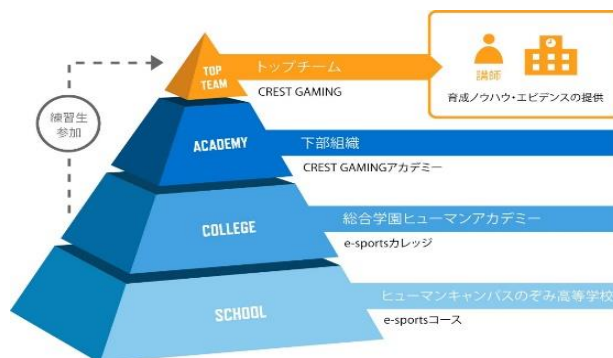 TOP
TEAM
トップチーム
CREST GAMING
講師
育成ノウハウ・エビデンスの提供
練習生
参加
ACADEMY
下部組織
CREST GAMINGアカデミー
COLLEGE
総合学園ヒューマンアカデミー
e-sportsカレッジ
SCHOOL
ヒューマンキャンパスのぞみ高等学校
e-sportsコース